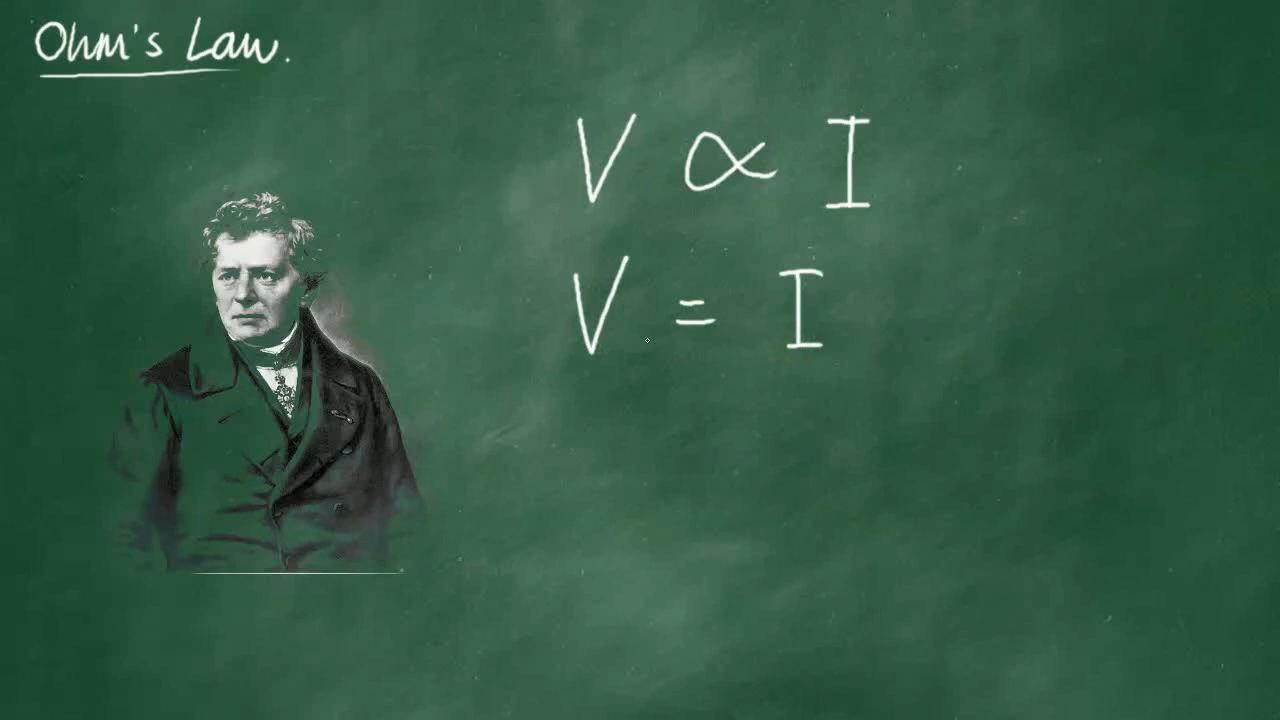 Ohm's Law.
V ∝ I
V = I